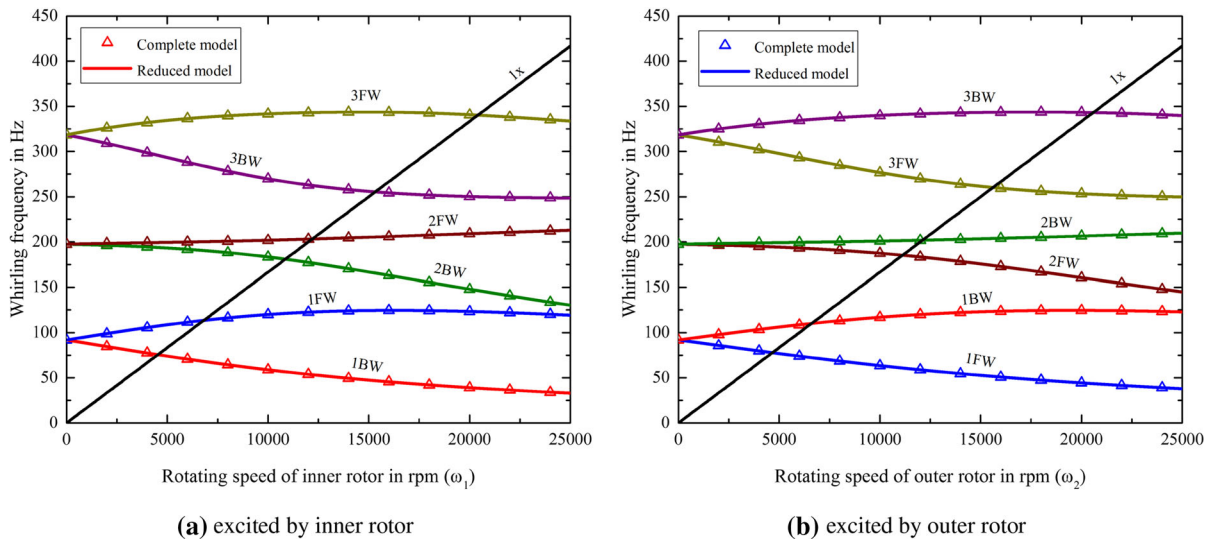 450
400
350
300
250
200
150
100
50
0
Whirling frequency in Hz
Complete model
Reduced model
1x
3FW
3BW
2FW
2BW
1FW
1BW
0 5000 10000 15000 20000 25000
Rotating speed of inner rotor in rpm (ω₁)
(a) excited by inner rotor
450
400
350
300
250
200
150
100
50
0
Whirling frequency in Hz
Complete model
Reduced model
1x
3BW
3FW
2BW
2FW
1BW
1FW
0 5000 10000 15000 20000 25000
Rotating speed of outer rotor in rpm (ω₂)
(b) excited by outer rotor